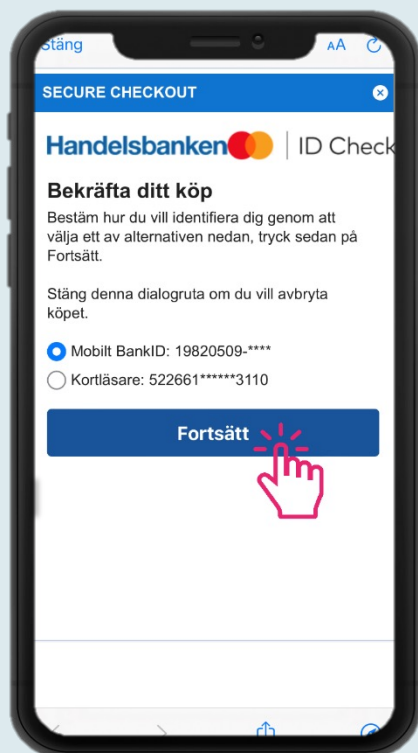 Stäng AA
SECURE CHECKOUT
Handelsbanken ID Check
Bekräfta ditt köp
Bestäm hur du vill identifiera dig genom att
välja ett av alternativen nedan, tryck sedan på
Fortsätt.
Stäng denna dialogruta om du vill avbryta
köpet.
Mobilt BankID: 19820509-****
Kortläsare: 522661******3110
Fortsätt